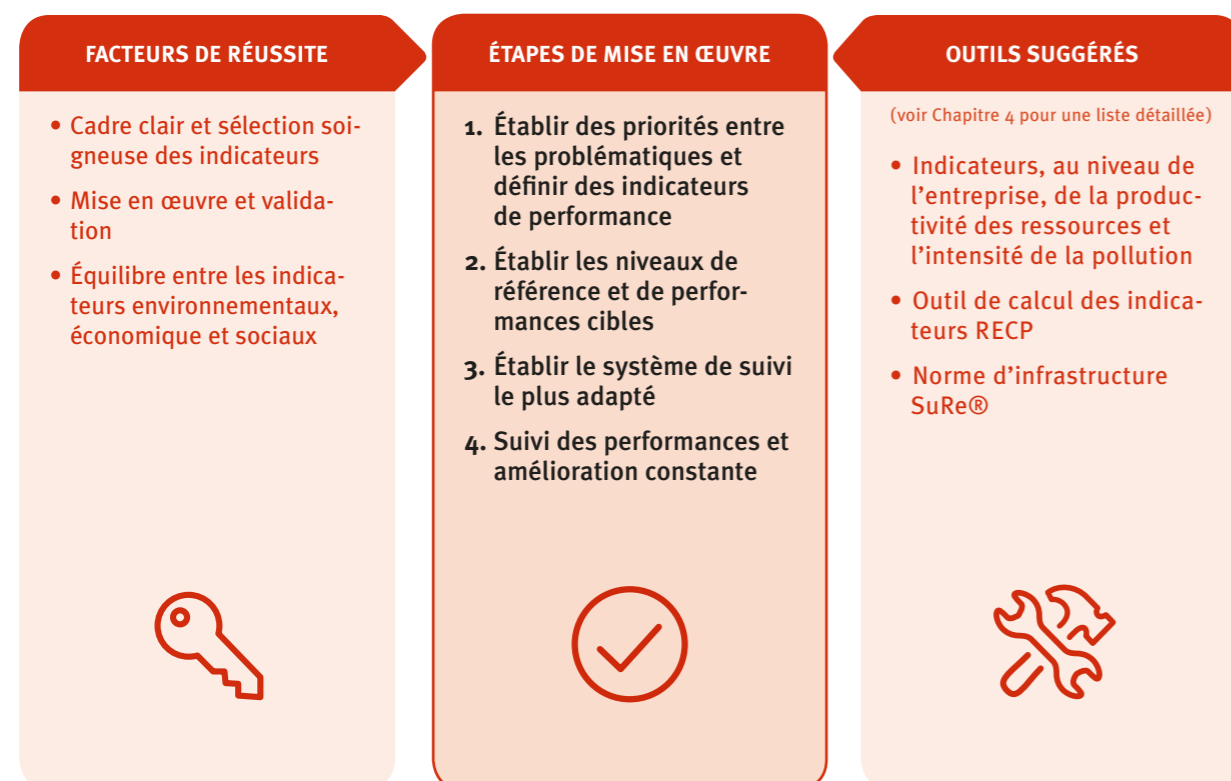 FACTEURS DE RÉUSSITE
• Cadre clair et sélection soi-
gneuse des indicateurs
• Mise en œuvre et valida-
tion
• Équilibre entre les indica-
teurs environnementaux,
économique et sociaux
ÉTAPES DE MISE EN ŒUVRE
1. Établir des priorités entre
les problématiques et
définir des indicateurs
de performance
2. Établir les niveaux de
référence et de perfor-
mances cibles
3. Établir le système de suivi
le plus adapté
4. Suivi des performances et
amélioration constante
OUTILS SUGGÉRÉS
(voir Chapitre 4 pour une liste détaillée)
• Indicateurs, au niveau de
l’entreprise, de la produc-
tivité des ressources et
l’intensité de la pollution
• Outil de calcul des indica-
teurs RECP
• Norme d’infrastructure
SuRe®